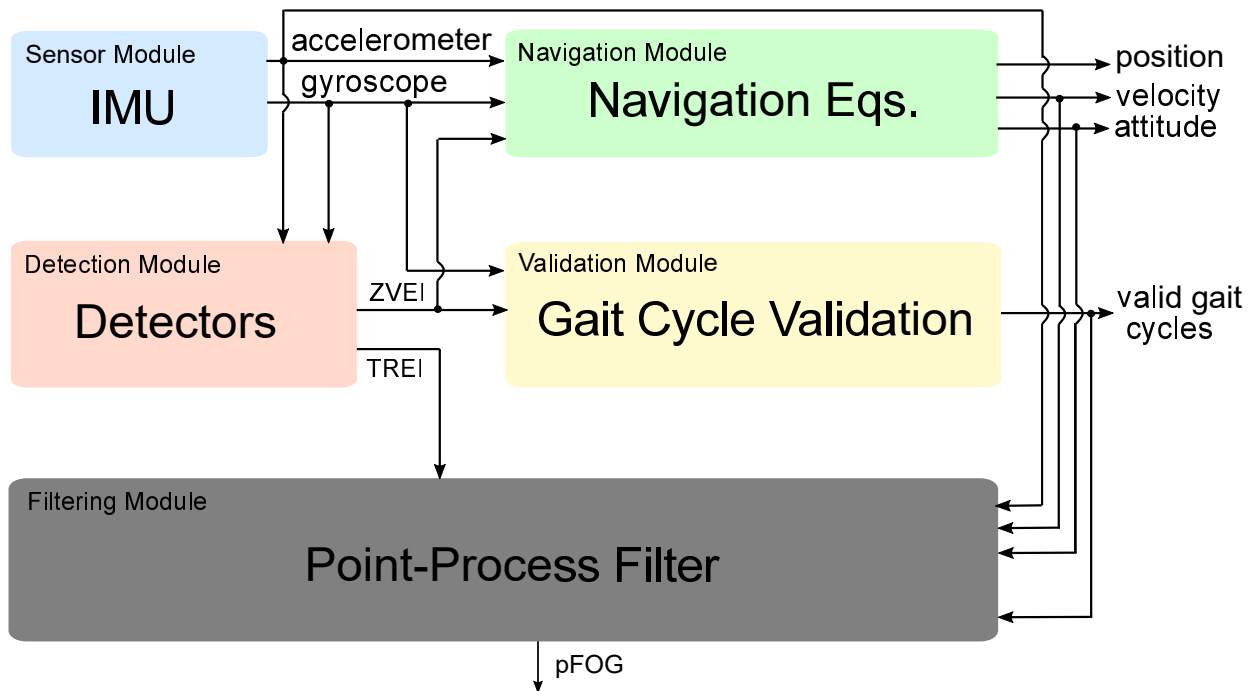 Sensor Module
IMU
accelerometer
gyroscope
Navigation Module
Navigation Eqs.
position
velocity
attitude
Detection Module
Detectors
ZVEI
TREI
Validation Module
Gait Cycle Validation
valid gait
cycles
Filtering Module
Point-Process Filter
pFOG